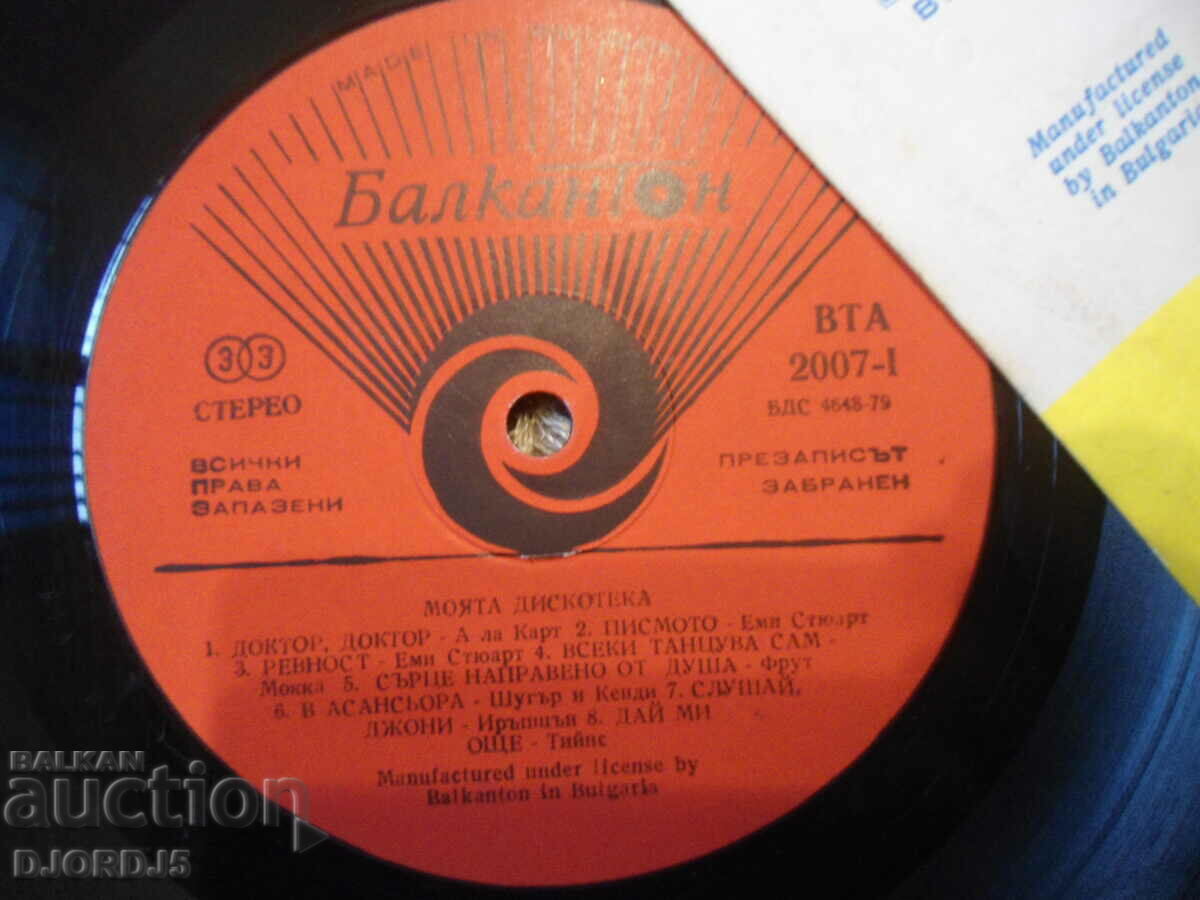 MADE IN
Балкантон
33
СТЕРЕО
ВТА
2007-I
БДС 4648-79
ВСИЧКИ
ПРАВА
ЗАПАЗЕНИ
ПРЕЗАПИСЪТ
ЗАБРАНЕН
МОЯТА ДИСКОТЕКА
1. ДОКТОР, ДОКТОР - А ла Карт 2. ПИСМОТО - Еми Стюарт
3. РЕВНОСТ - Еми Стюарт 4. ВСЕКИ ТАНЦУВА САМ -
Мокка 5. СЪРЦЕ НАПРАВЕНО ОТ ДУША - Фрут
6. В АСАНСЬОРА - Шугър и Кенди 7. СЛУШАЙ,
ДЖОНИ - Иръпшън 8. ДАЙ МИ
ОЩЕ - Тийнс
Manufactured under license by
Balkanton in Bulgaria
Manufactured
under license
by Balkanton
in Bulgaria
BALKAN
auction
DJORDJ5